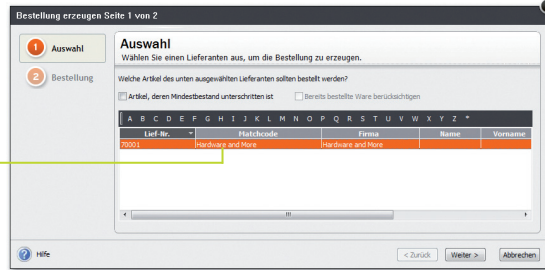 Bestellung erzeugen Seite 1 von 2
1 Auswahl
2 Bestellung
Auswahl
Wählen Sie einen Lieferanten aus, um die Bestellung zu erzeugen.
Welche Artikel des unten ausgewählten Lieferanten sollten bestellt werden?
Artikel, deren Mindestbestand unterschritten ist Bereits bestellte Ware berücksichtigen
A B C D E F G H I J K L M N O P Q R S T U V W X Y Z *
Lief-Nr. Matchcode Firma Name Vorname
70001 Hardware and More Hardware and More
? Hilfe < Zurück Weiter > Abbrechen